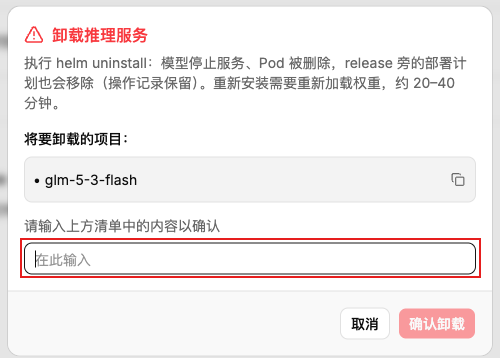 卸载推理服务
执行 helm uninstall：模型停止服务、Pod 被删除，release 旁的部署计
划也会移除（操作记录保留）。重新安装需要重新加载权重，约 20–40
分钟。
将要卸载的项目：
• glm-5-3-flash
请输入上方清单中的内容以确认
在此输入
取消
确认卸载